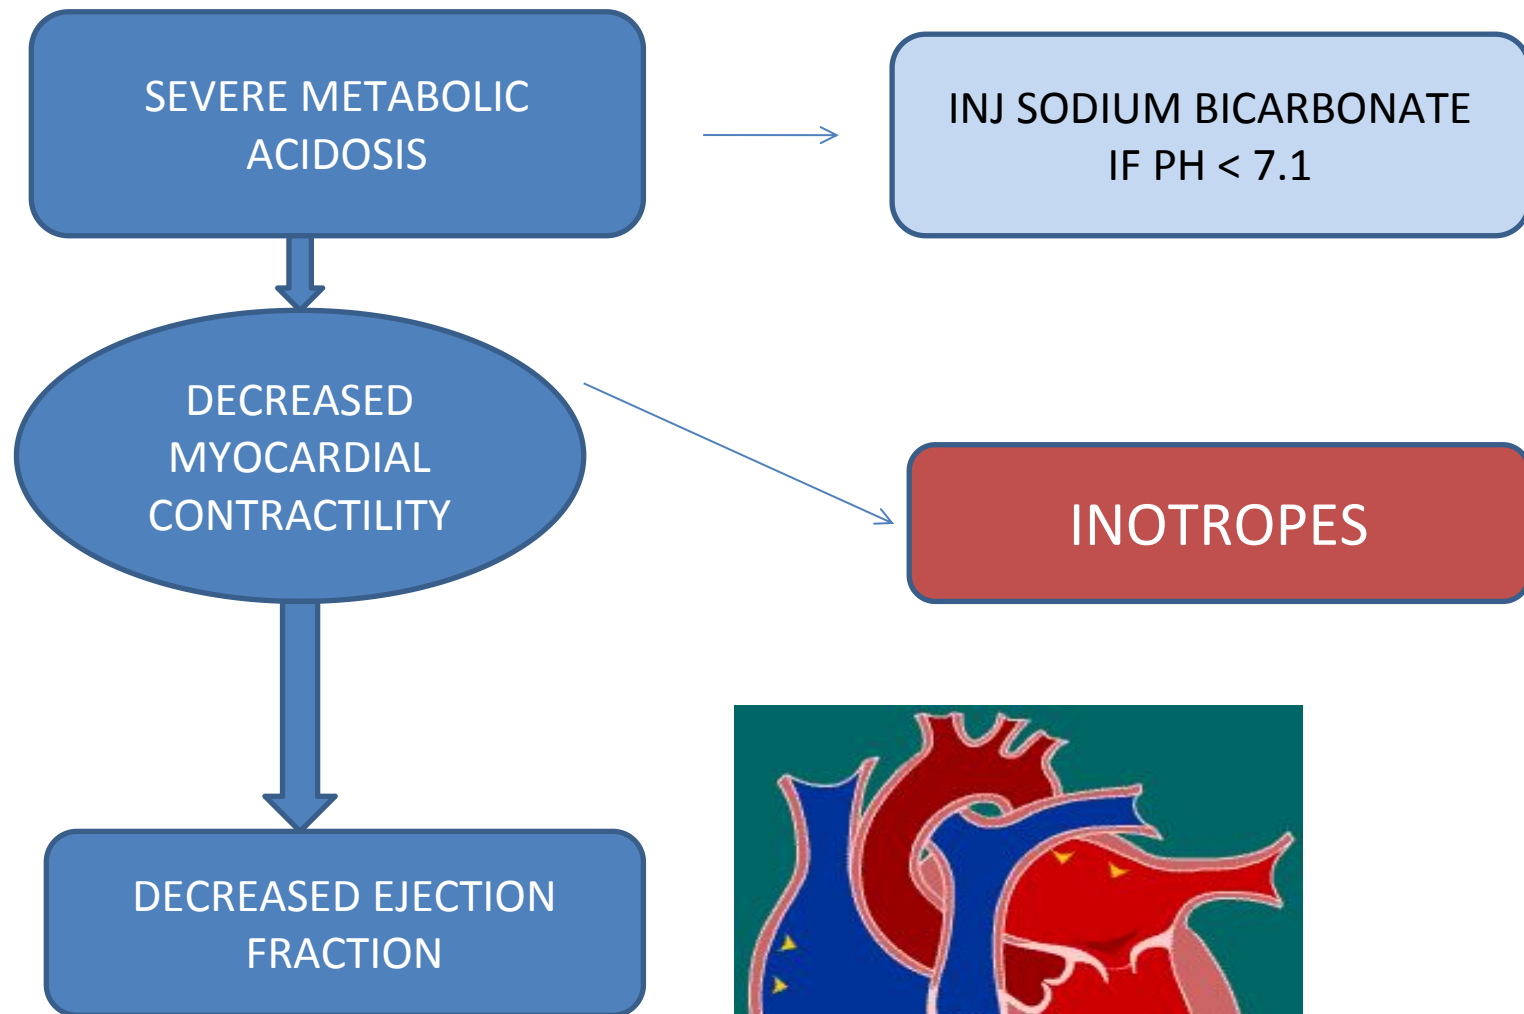 SEVERE METABOLIC
ACIDOSIS
INJ SODIUM BICARBONATE
IF PH < 7.1
DECREASED
MYOCARDIAL
CONTRACTILITY
INOTROPES
DECREASED EJECTION
FRACTION